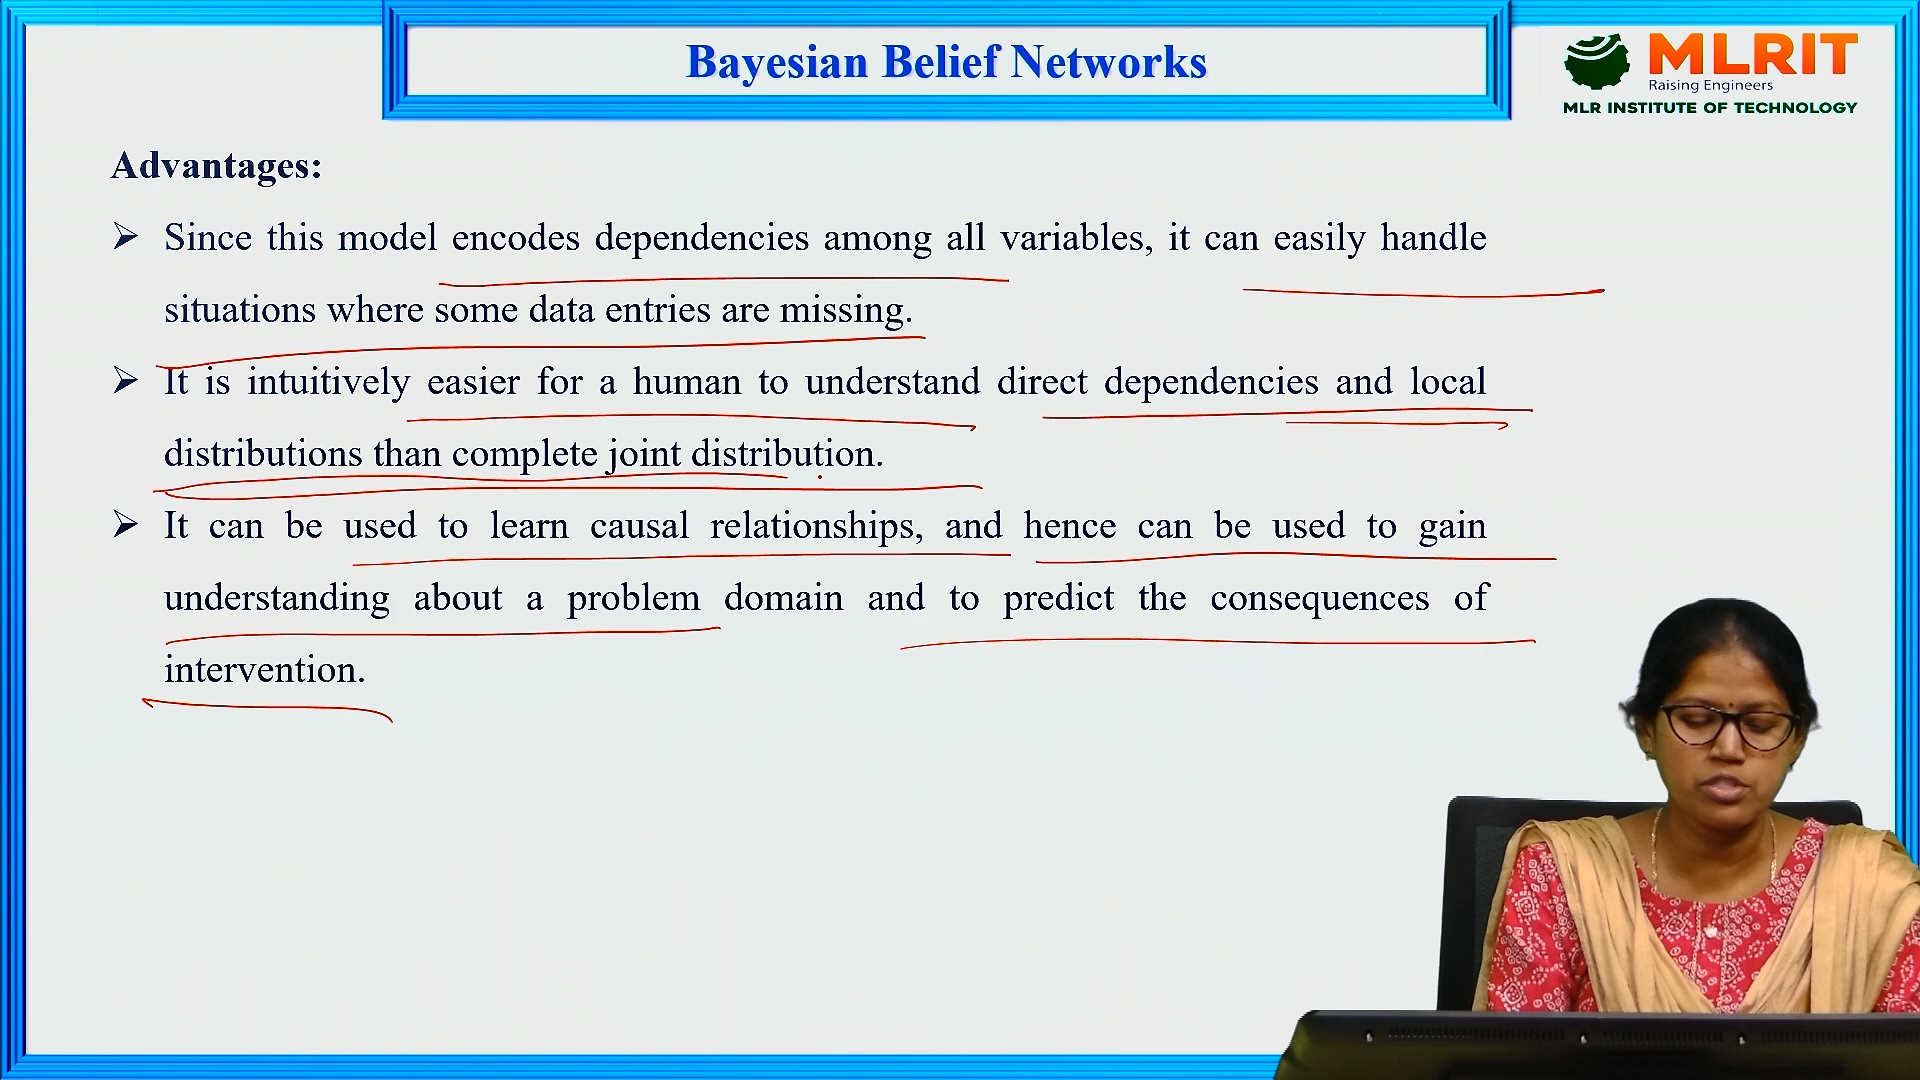 Bayesian Belief Networks
MLRIT
Raising Engineers
MLR INSTITUTE OF TECHNOLOGY
Advantages:
Since this model encodes dependencies among all variables, it can easily handle
situations where some data entries are missing.
It is intuitively easier for a human to understand direct dependencies and local
distributions than complete joint distribution.
It can be used to learn causal relationships, and hence can be used to gain
understanding about a problem domain and to predict the consequences of
intervention.